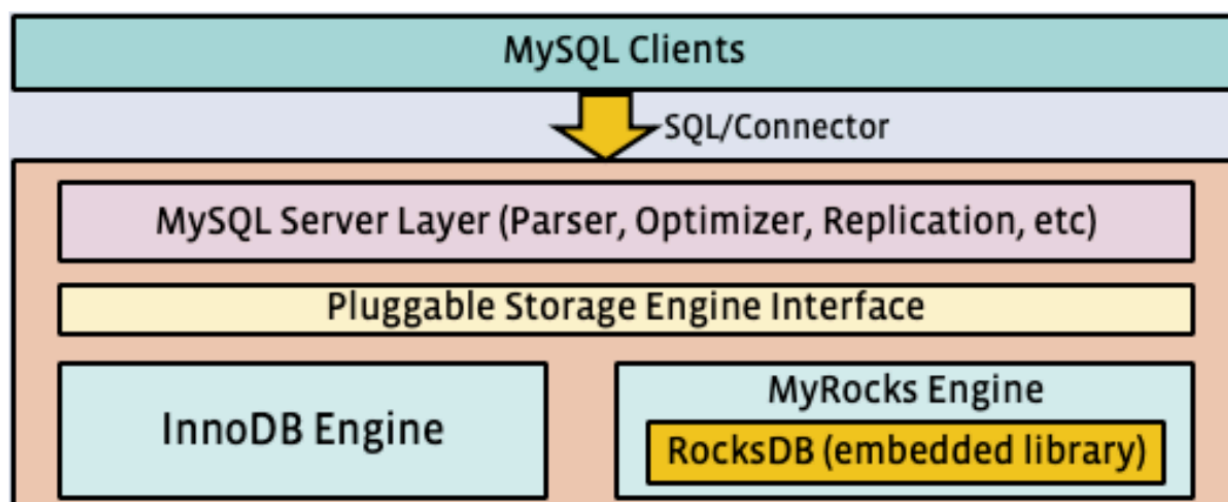 MySQL Clients
SQL/Connector
MySQL Server Layer (Parser, Optimizer, Replication, etc)
Pluggable Storage Engine Interface
InnoDB Engine
MyRocks Engine
RocksDB (embedded library)